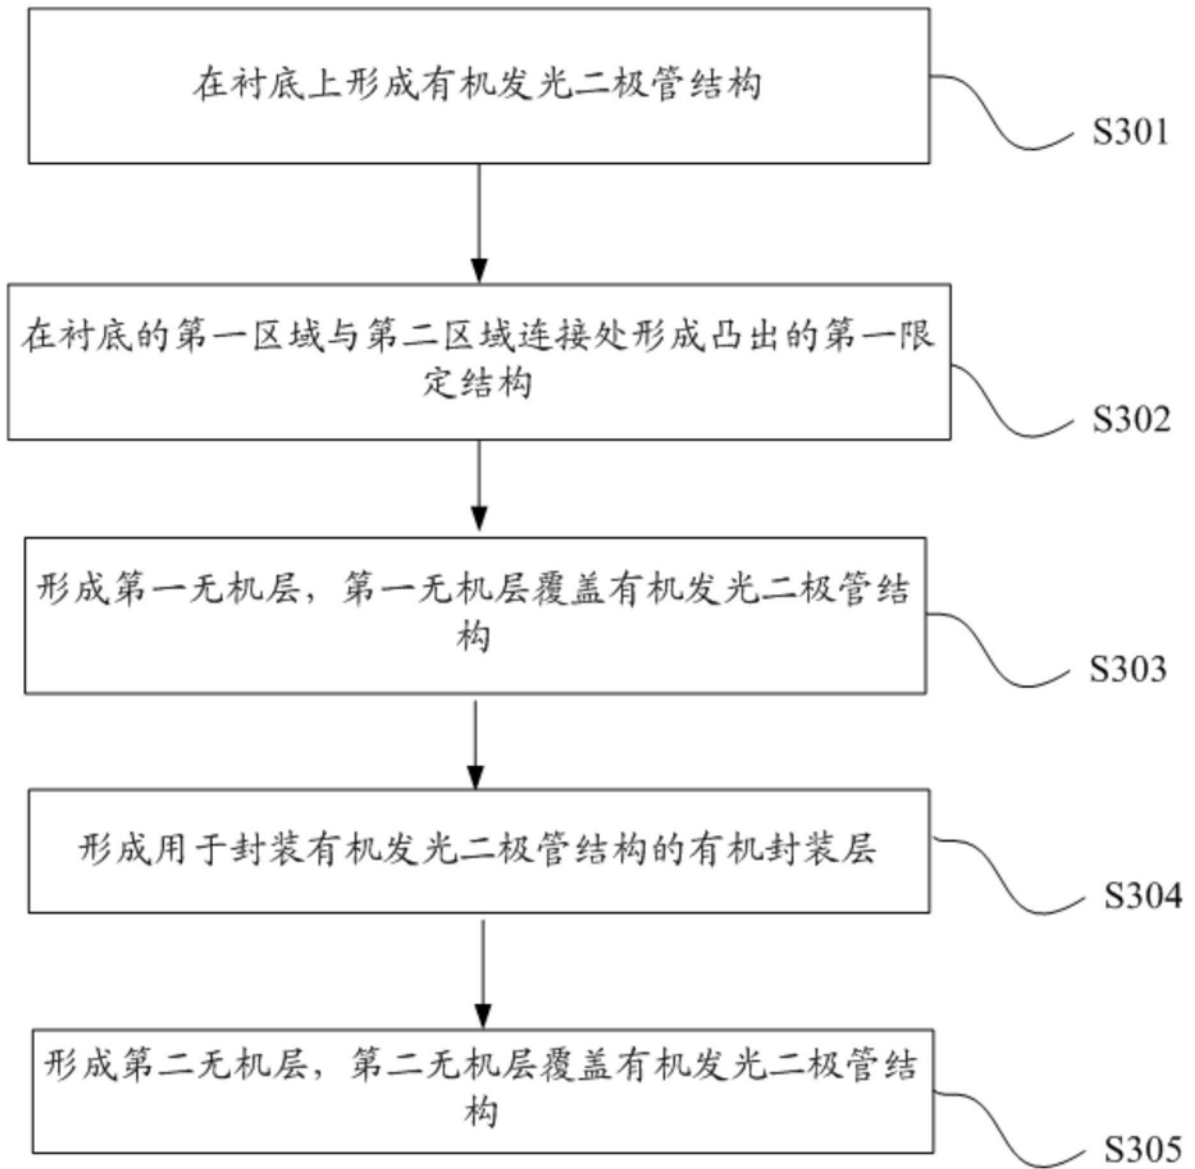 在衬底上形成有机发光二极管结构
S301
在衬底的第一区域与第二区域连接处形成凸出的第一限
定结构
S302
形成第一无机层，第一无机层覆盖有机发光二极管结
构
S303
形成用于封装有机发光二极管结构的有机封装层
S304
形成第二无机层，第二无机层覆盖有机发光二极管结
构
S305